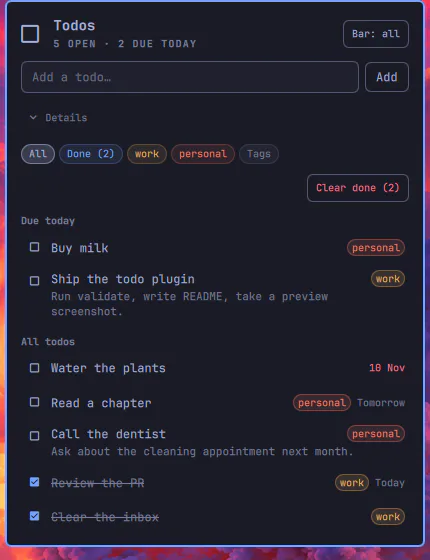 Todos
5 OPEN · 2 DUE TODAY
Bar: all
Add a todo…
Add
Details
All Done (2) work personal Tags
Clear done (2)
Due today
Buy milk personal
Ship the todo plugin work
Run validate, write README, take a preview
screenshot.
All todos
Water the plants 10 Nov
Read a chapter personal Tomorrow
Call the dentist personal
Ask about the cleaning appointment next month.
Review the PR work Today
Clear the inbox work